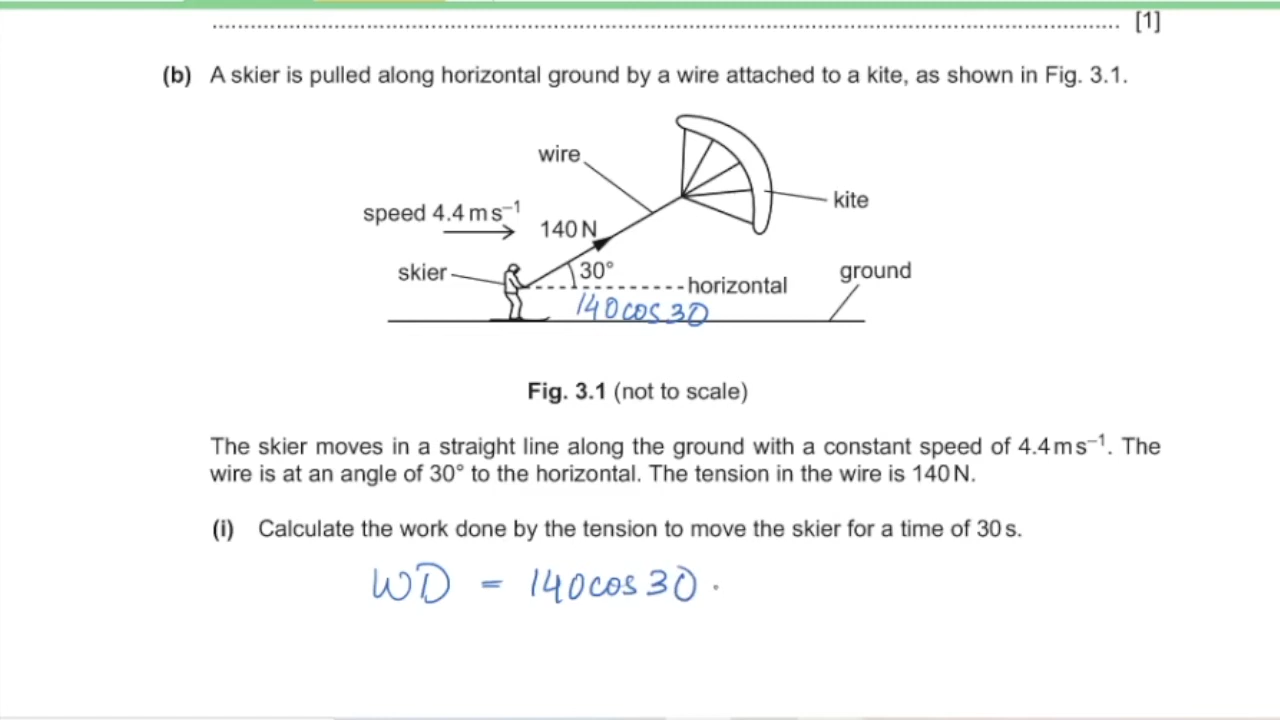 [1]
(b) A skier is pulled along horizontal ground by a wire attached to a kite, as shown in Fig. 3.1.
wire
kite
speed 4.4 m s⁻¹
140 N
skier
30°
horizontal
ground
140cos30
Fig. 3.1 (not to scale)
The skier moves in a straight line along the ground with a constant speed of 4.4 m s⁻¹. The
wire is at an angle of 30° to the horizontal. The tension in the wire is 140 N.
(i) Calculate the work done by the tension to move the skier for a time of 30 s.
WD = 140cos30 .